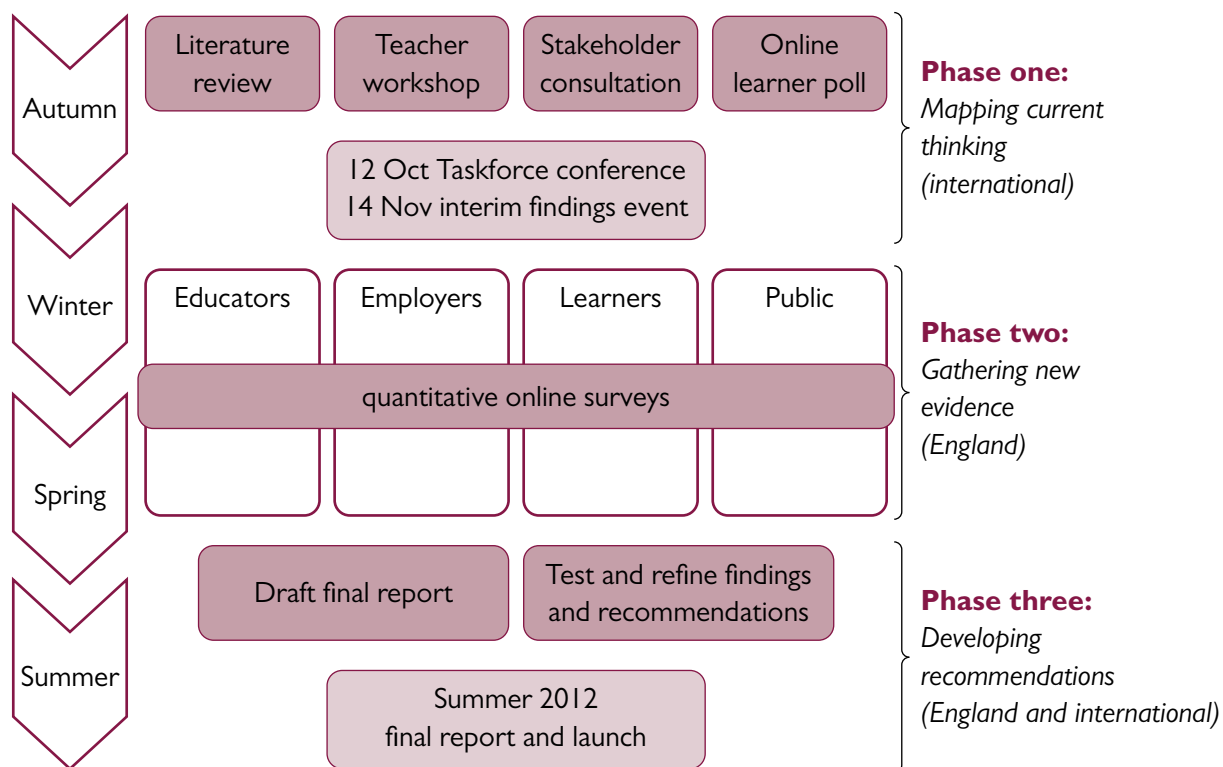 Autumn
Literature
review
Teacher
workshop
Stakeholder
consultation
Online
learner poll
12 Oct Taskforce conference
14 Nov interim findings event
Phase one:
Mapping current
thinking
(international)
Winter
Educators
Employers
Learners
Public
quantitative online surveys
Phase two:
Gathering new
evidence
(England)
Spring
Draft final report
Test and refine findings
and recommendations
Summer
Summer 2012
final report and launch
Phase three:
Developing
recommendations
(England and international)